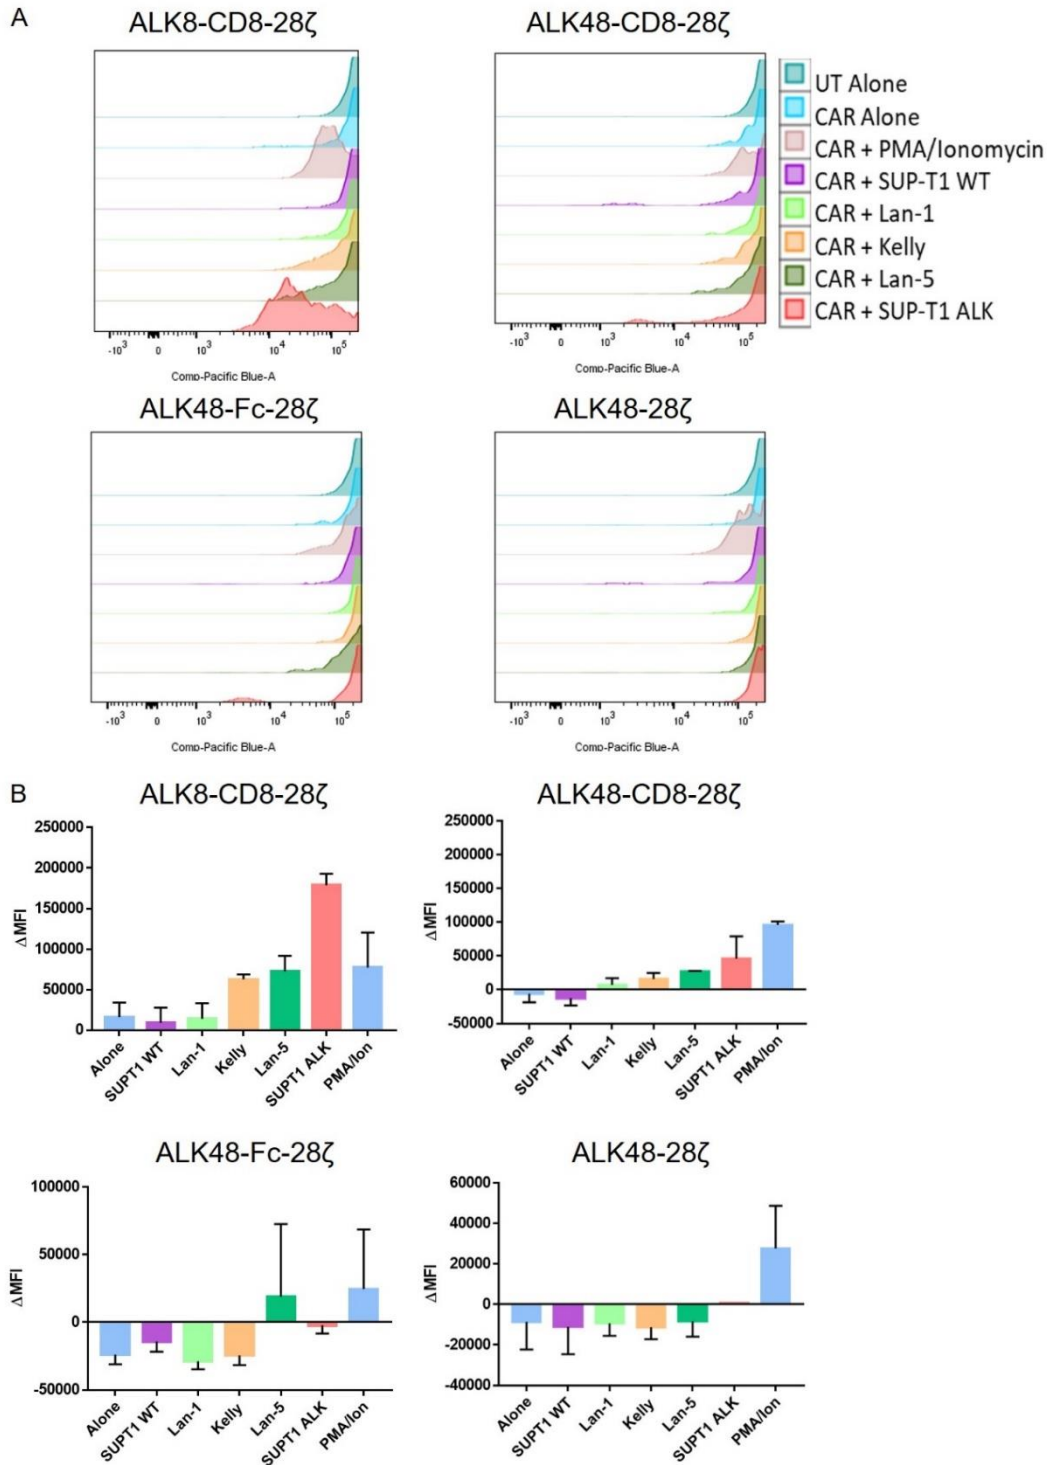 A
ALK8-CD8-28ζ
ALK48-CD8-28ζ
UT Alone
CAR Alone
CAR + PMA/Ionomycin
CAR + SUP-T1 WT
CAR + Lan-1
CAR + Kelly
CAR + Lan-5
CAR + SUP-T1 ALK
-10³ 0 10³ 10⁴ 10⁵
Comp-Pacific Blue-A
-10³ 0 10³ 10⁴ 10⁵
Comp-Pacific Blue-A
ALK48-Fc-28ζ
ALK48-28ζ
-10³ 0 10³ 10⁴ 10⁵
Comp-Pacific Blue-A
-10³ 0 10³ 10⁴ 10⁵
Comp-Pacific Blue-A
B
ALK8-CD8-28ζ
250000
200000
150000
100000
50000
0
ΔMFI
Alone SUPT1 WT Lan-1 Kelly Lan-5 SUPT1 ALK PMA/Ion
ALK48-CD8-28ζ
250000
200000
150000
100000
50000
0
-50000
ΔMFI
Alone SUPT1 WT Lan-1 Kelly Lan-5 SUPT1 ALK PMA/Ion
ALK48-Fc-28ζ
100000
50000
0
-50000
ΔMFI
Alone SUPT1 WT Lan-1 Kelly Lan-5 SUPT1 ALK PMA/Ion
ALK48-28ζ
60000
40000
20000
0
-20000
-40000
ΔMFI
Alone SUPT1 WT Lan-1 Kelly Lan-5 SUPT1 ALK PMA/Ion